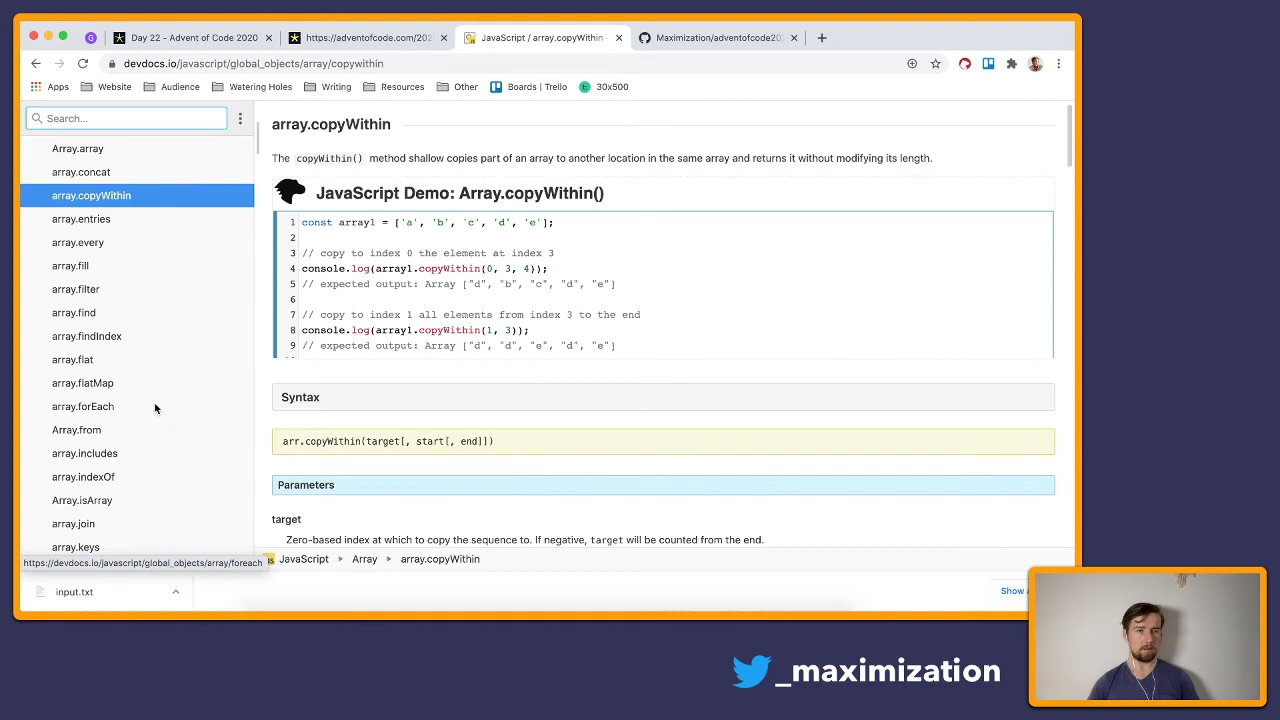 Day 22 - Advent of Code 2020
https://adventofcode.com/202
JavaScript / array.copyWithin -
Maximization/adventofcode202
devdocs.io/javascript/global_objects/array/copywithin
Apps
Website
Audience
Watering Holes
Writing
Resources
Other
Boards | Trello
30x500
Search...
Array.array
array.concat
array.copyWithin
array.entries
array.every
array.fill
array.filter
array.find
array.findIndex
array.flat
array.flatMap
array.forEach
Array.from
array.includes
array.indexOf
Array.isArray
array.join
array.keys
https://devdocs.io/javascript/global_objects/array/foreach
array.copyWithin
The copyWithin() method shallow copies part of an array to another location in the same array and returns it without modifying its length.
JavaScript Demo: Array.copyWithin()
1 const array1 = ['a', 'b', 'c', 'd', 'e'];
2
3 // copy to index 0 the element at index 3
4 console.log(array1.copyWithin(0, 3, 4));
5 // expected output: Array ["d", "b", "c", "d", "e"]
6
7 // copy to index 1 all elements from index 3 to the end
8 console.log(array1.copyWithin(1, 3));
9 // expected output: Array ["d", "d", "e", "d", "e"]
Syntax
arr.copyWithin(target[, start[, end]])
Parameters
target
Zero-based index at which to copy the sequence to. If negative, target will be counted from the end.
JavaScript
Array
array.copyWithin
input.txt
Show
_maximization